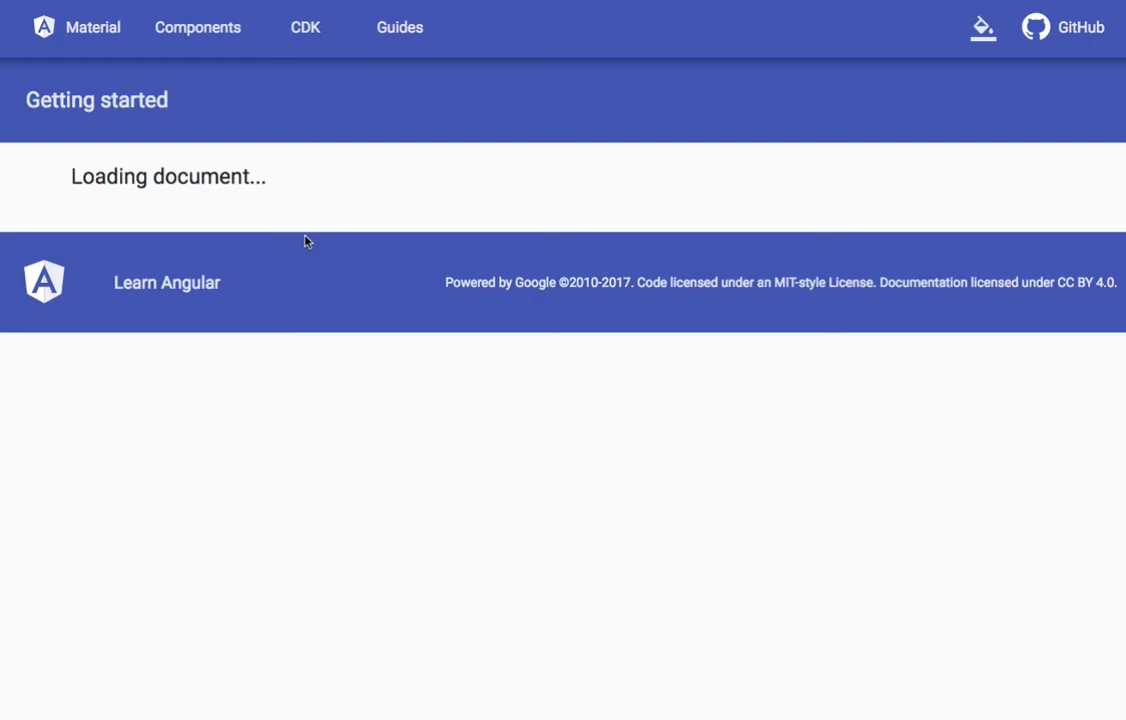 Material Components CDK Guides GitHub
Getting started
Loading document...
Learn Angular Powered by Google ©2010-2017. Code licensed under an MIT-style License. Documentation licensed under CC BY 4.0.